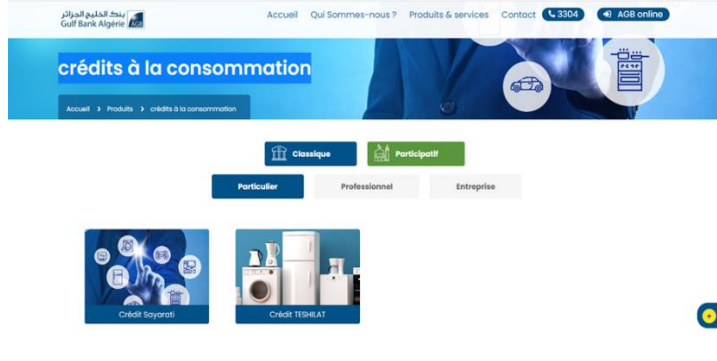 بنك الخليج الجزائر
Gulf Bank Algérie AGB
Accueil Qui Sommes-nous ? Produits & services Contact 3304 AGB online
crédits à la consommation
Accueil > Produits > crédits à la consommation
Classique Participatif
Particulier Professionnel Entreprise
Crédit Sayarati Crédit TESHILAT